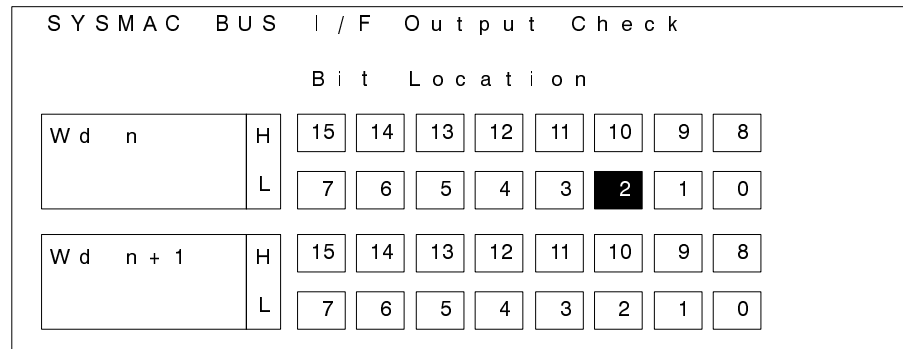 SYSMAC BUS I/F Output Check
Bit Location
Wd n H 15 14 13 12 11 10 9 8
L 7 6 5 4 3 2 1 0
Wd n+1 H 15 14 13 12 11 10 9 8
L 7 6 5 4 3 2 1 0